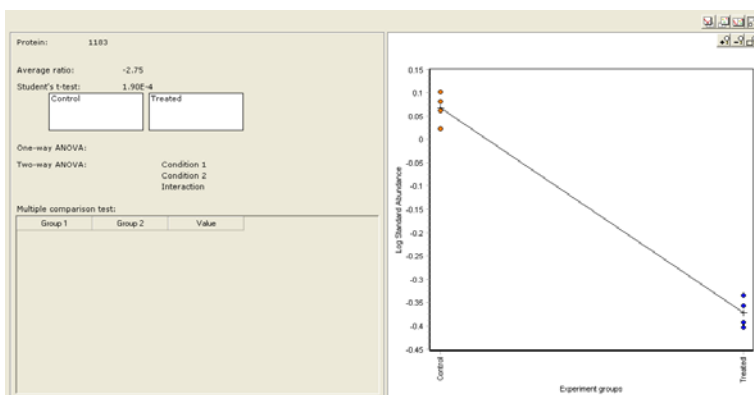 Protein: 1183
Average ratio: -2.75
Student's t-test: 1.90E-4
Control Treated
One-way ANOVA:
Two-way ANOVA: Condition 1
Condition 2
Interaction
Multiple comparison test:
Group 1 Group 2 Value
0.15
0.1
0.05
0
-0.05
-0.1
-0.15
-0.2
-0.25
-0.3
-0.35
-0.4
-0.45
Log Standard Abundance
Control
Treated
Experiment groups